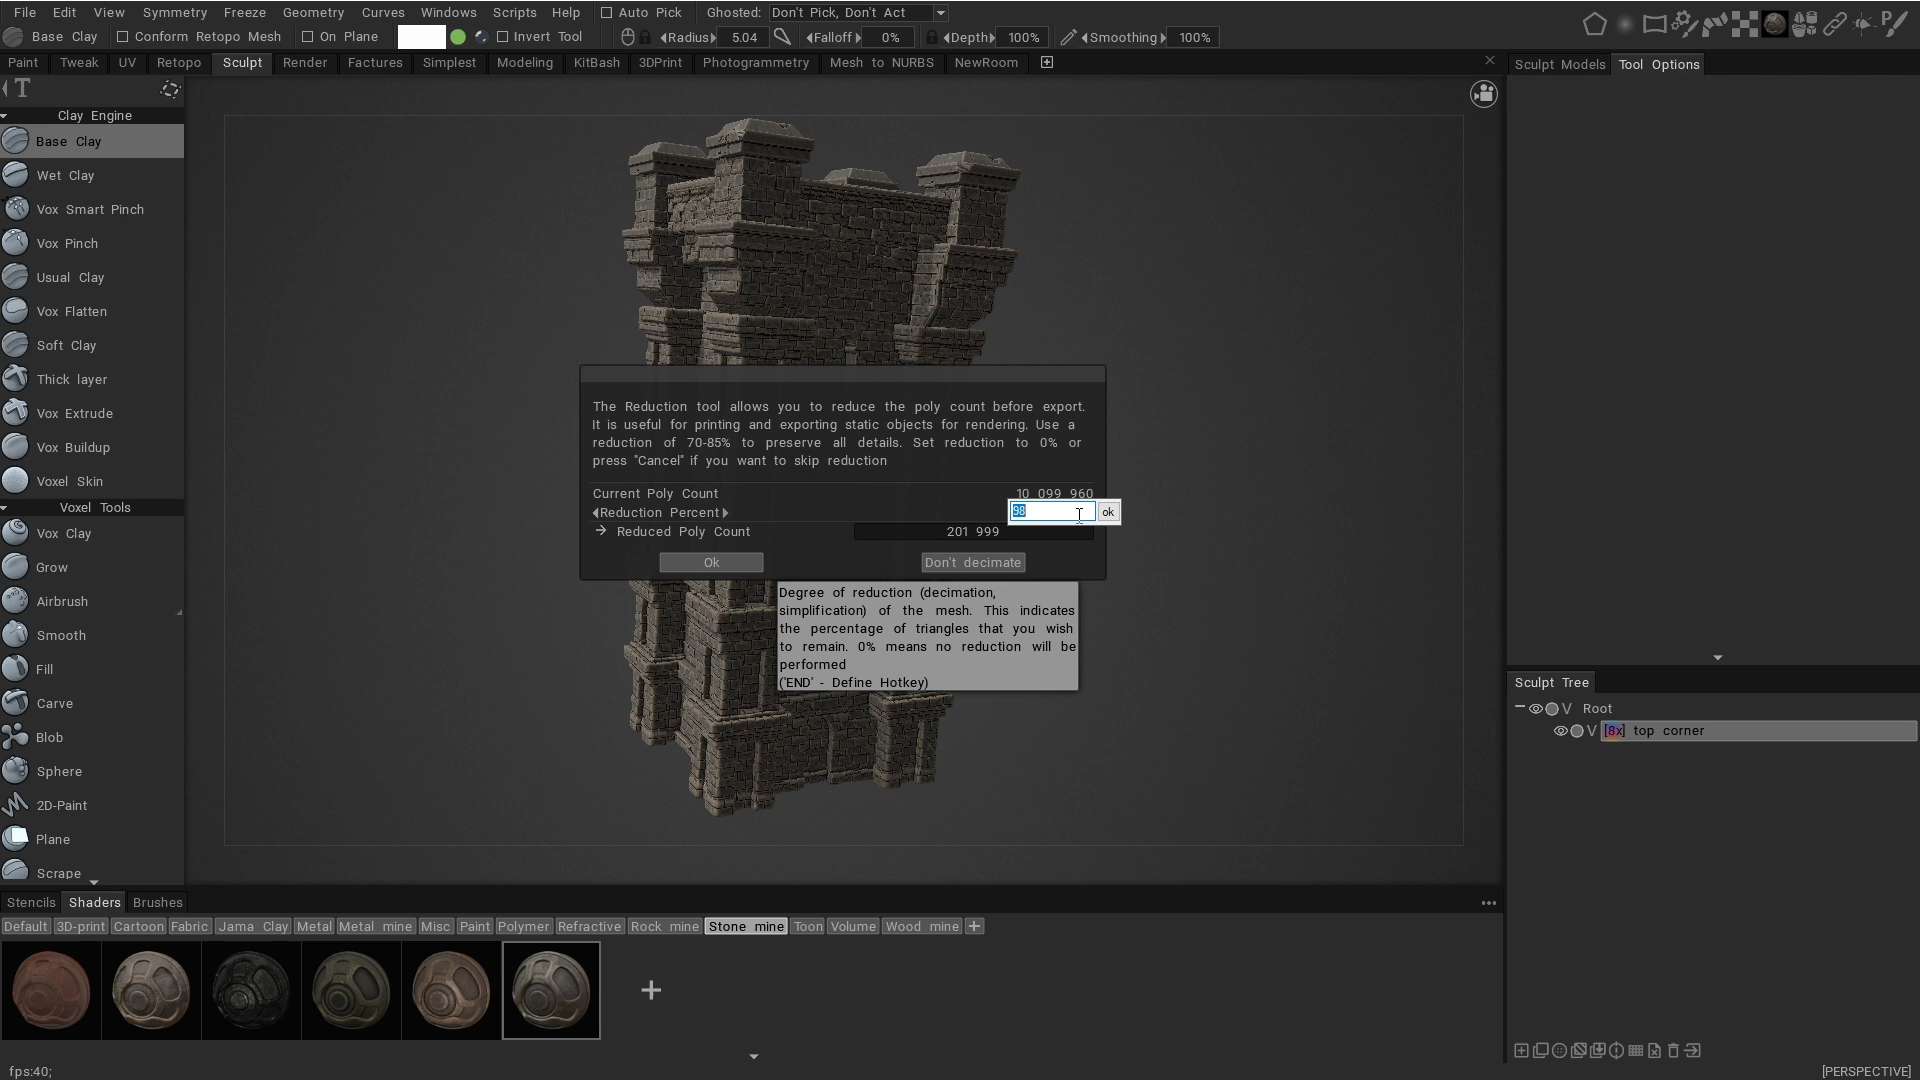 File Edit View Symmetry Freeze Geometry Curves Windows Scripts Help Auto Pick Ghosted: Don't Pick, Don't Act
Base Clay Conform Retopo Mesh On Plane Invert Tool Radius 5.04 Falloff 0% Depth 100% Smoothing 100%
Paint Tweak UV Retopo Sculpt Render Factures Simplest Modeling KitBash 3DPrint Photogrammetry Mesh to NURBS NewRoom
Sculpt Models Tool Options
T
Clay Engine
Base Clay
Wet Clay
Vox Smart Pinch
Vox Pinch
Usual Clay
Vox Flatten
Soft Clay
Thick layer
Vox Extrude
Vox Buildup
Voxel Skin
Voxel Tools
Vox Clay
Grow
Airbrush
Smooth
Fill
Carve
Blob
Sphere
2D-Paint
Plane
Scrape
The Reduction tool allows you to reduce the poly count before export.
It is useful for printing and exporting static objects for rendering. Use a
reduction of 70-85% to preserve all details. Set reduction to 0% or
press "Cancel" if you want to skip reduction
Current Poly Count 10 099 960
Reduction Percent 98 ok
Reduced Poly Count 201 999
Ok Don't decimate
Degree of reduction (decimation,
simplification) of the mesh. This indicates
the percentage of triangles that you wish
to remain. 0% means no reduction will be
performed
('END' - Define Hotkey)
Sculpt Tree
V Root
V [8x] top corner
Stencils Shaders Brushes
Default 3D-print Cartoon Fabric Jama Clay Metal Metal mine Misc Paint Polymer Refractive Rock mine Stone mine Toon Volume Wood mine
fps:40;
[PERSPECTIVE]